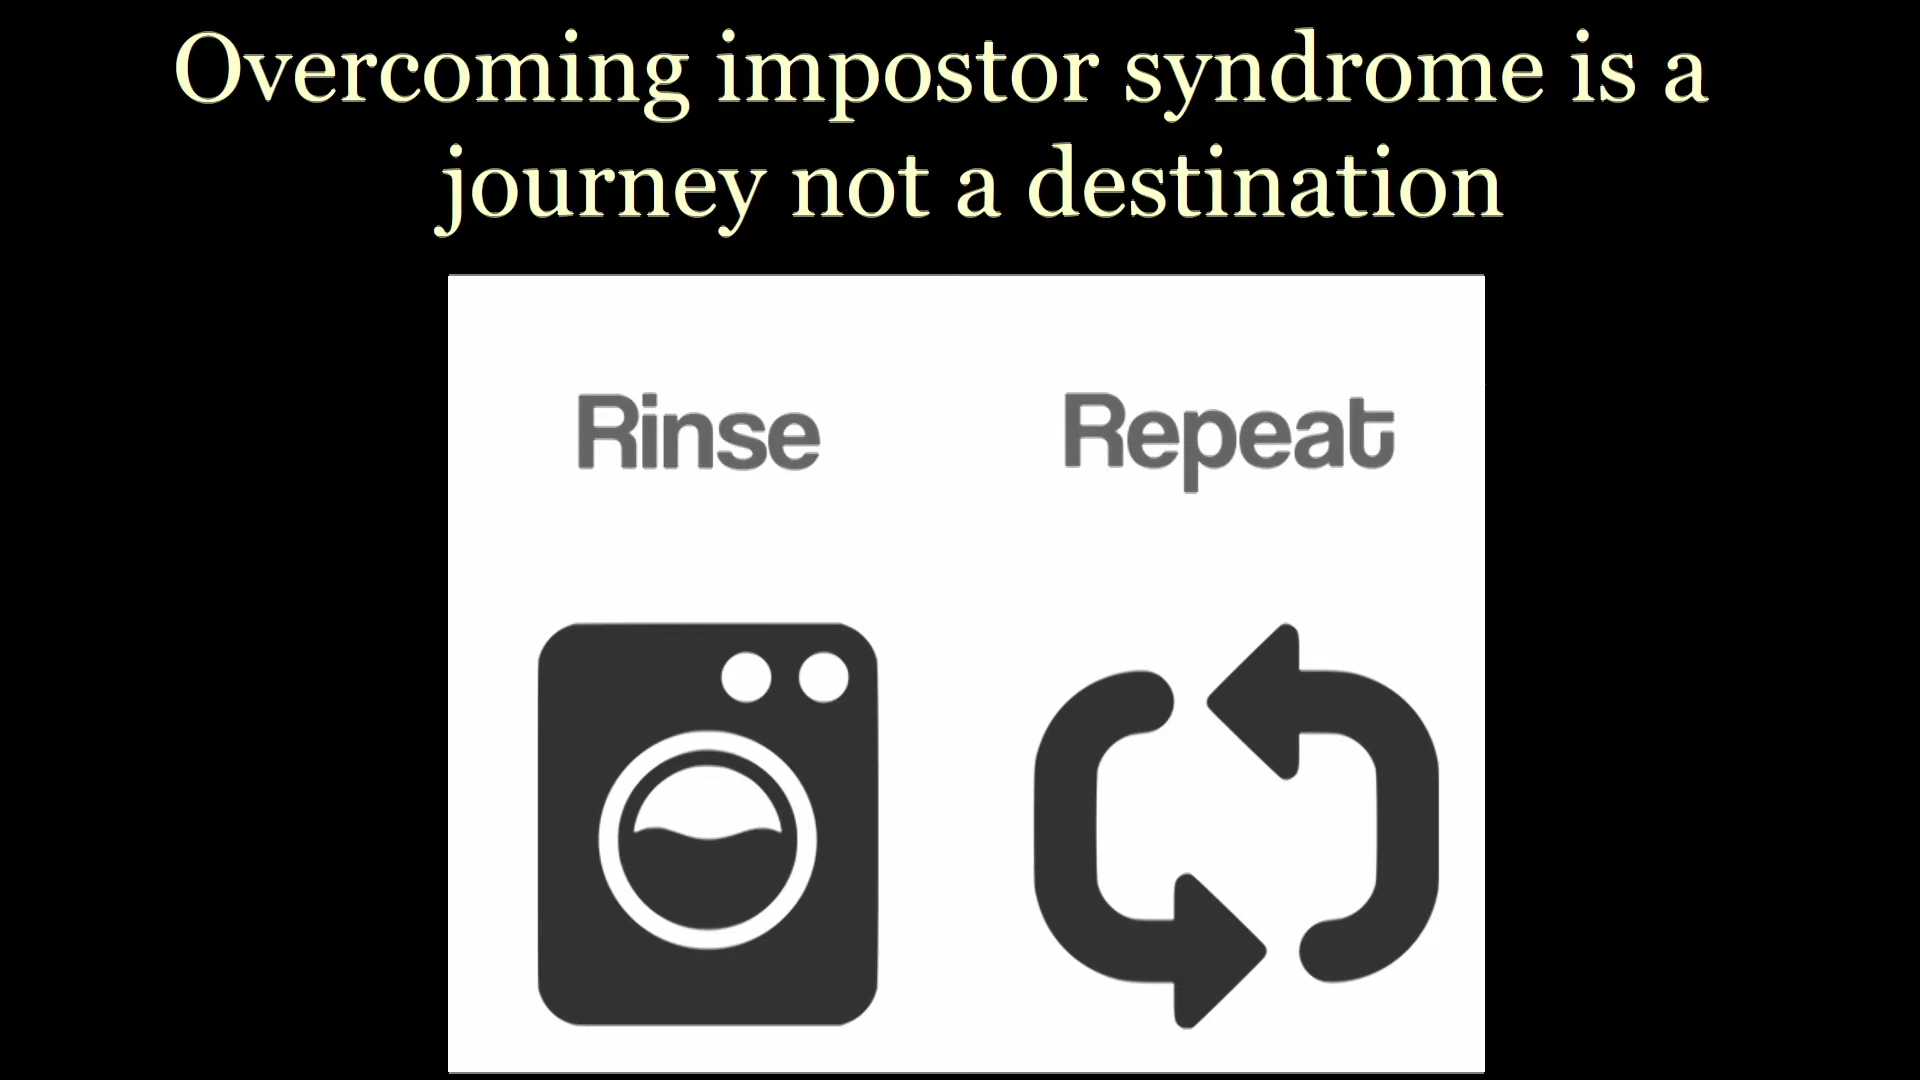 Overcoming impostor syndrome is a
journey not a destination
Rinse Repeat